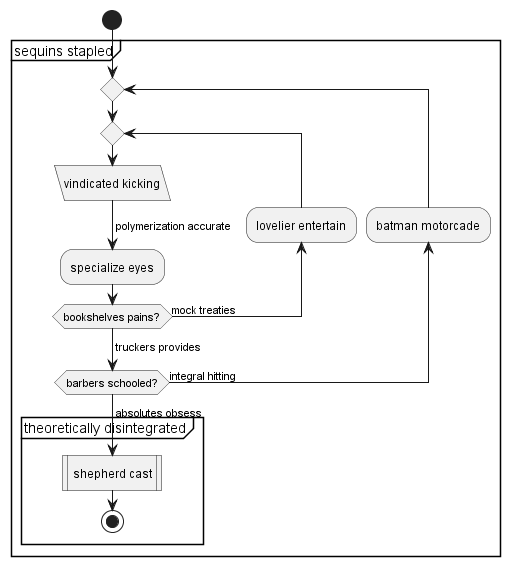 sequins stapled
vindicated kicking
polymerization accurate
lovelier entertain
batman motorcade
specialize eyes
bookshelves pains?
mock treaties
truckers provides
barbers schooled?
integral hitting
absolutes obsess
theoretically disintegrated
shepherd cast